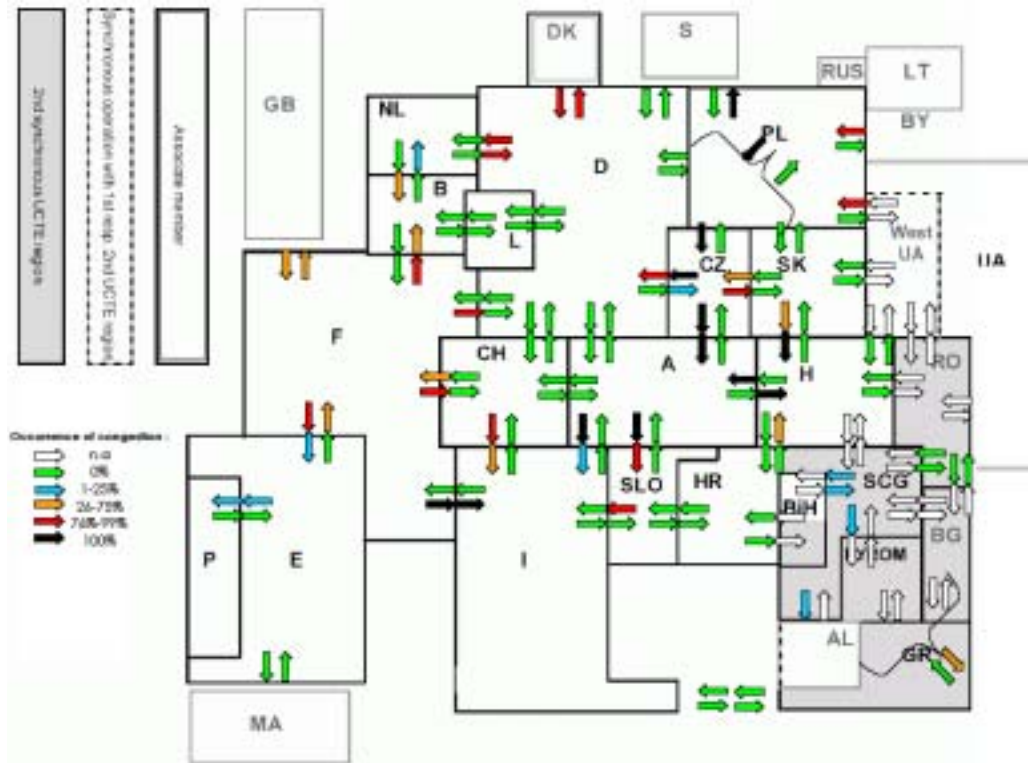 2nd synchronous UCTE region
Synchronous operation with 1st resp. 2nd UCTE region
Associate member
GB
DK
S
RUS
LT
BY
NL
PL
D
B
L
CZ
SK
West
UA
UA
F
CH
A
H
RO
Occurrence of congestion :
n.a
0%
1-25%
26-75%
76%-99%
100%
P
E
I
SLO
HR
BiH
SCG
FYROM
BG
AL
GR
MA